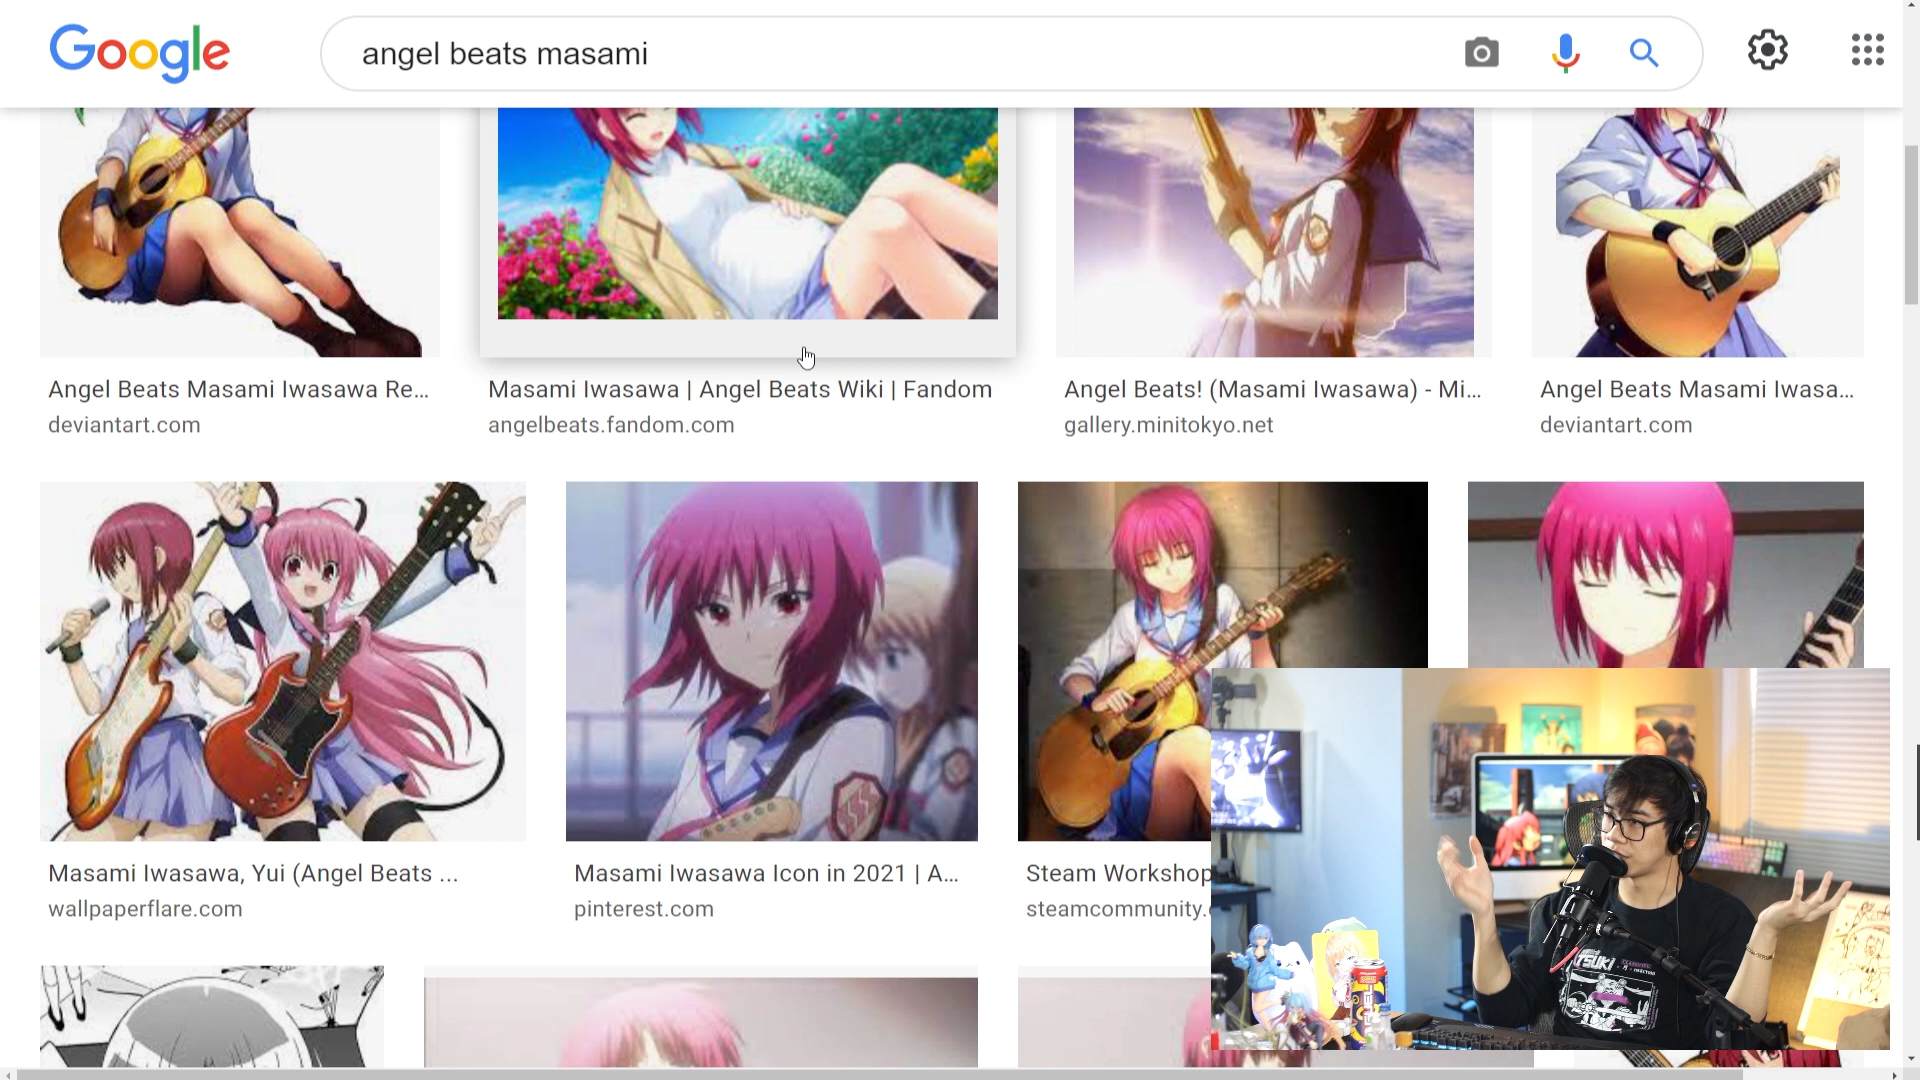 Google
angel beats masami
Angel Beats Masami Iwasawa Re...
deviantart.com
Masami Iwasawa | Angel Beats Wiki | Fandom
angelbeats.fandom.com
Angel Beats! (Masami Iwasawa) - Mi...
gallery.minitokyo.net
Angel Beats Masami Iwasa...
deviantart.com
Masami Iwasawa, Yui (Angel Beats ...
wallpaperflare.com
Masami Iwasawa Icon in 2021 | A...
pinterest.com
Steam Workshop
steamcommunity.